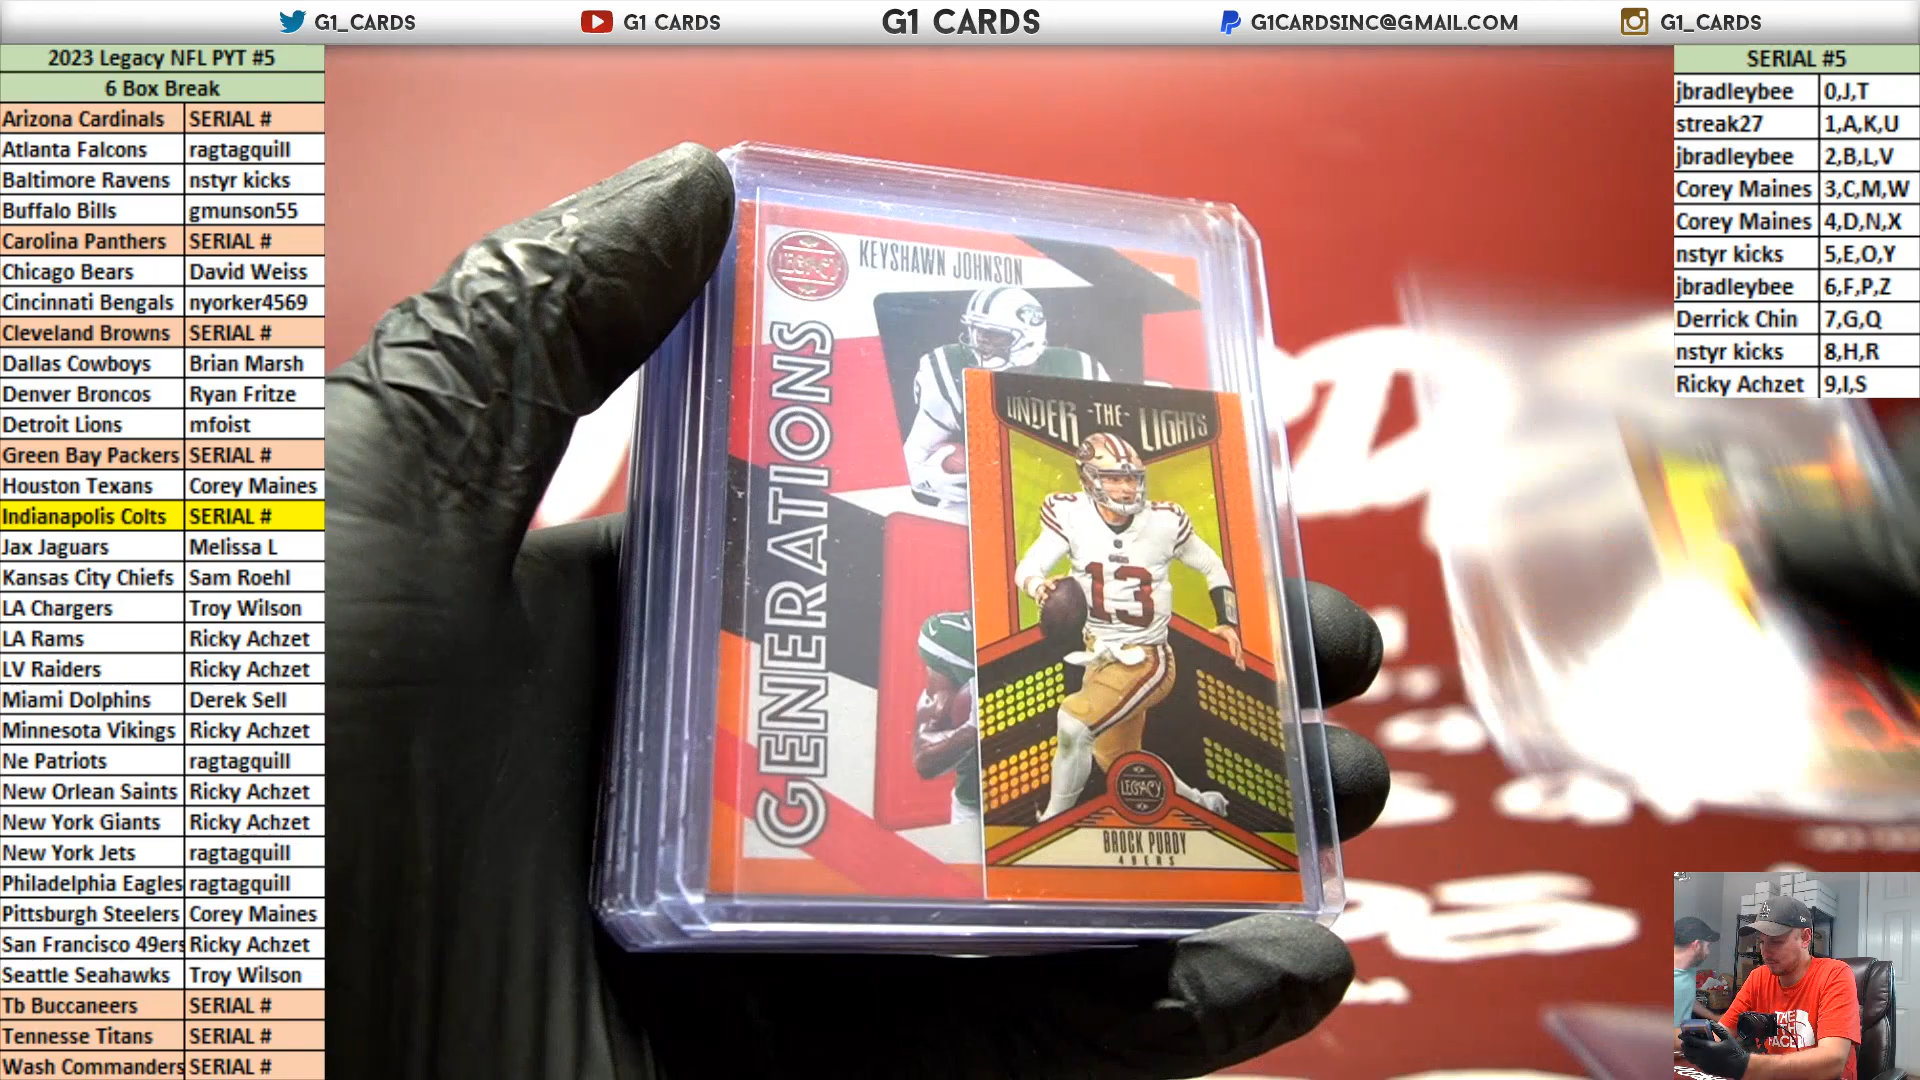 G1_CARDS
G1 CARDS
G1 CARDS
G1CARDSINC@GMAIL.COM
G1_CARDS
2023 Legacy NFL PYT #5
6 Box Break
Arizona Cardinals SERIAL #
Atlanta Falcons ragtagquill
Baltimore Ravens nstyr kicks
Buffalo Bills gmunson55
Carolina Panthers SERIAL #
Chicago Bears David Weiss
Cincinnati Bengals nyorker4569
Cleveland Browns SERIAL #
Dallas Cowboys Brian Marsh
Denver Broncos Ryan Fritze
Detroit Lions mfoist
Green Bay Packers SERIAL #
Houston Texans Corey Maines
Indianapolis Colts SERIAL #
Jax Jaguars Melissa L
Kansas City Chiefs Sam Roehl
LA Chargers Troy Wilson
LA Rams Ricky Achzet
LV Raiders Ricky Achzet
Miami Dolphins Derek Sell
Minnesota Vikings Ricky Achzet
Ne Patriots ragtagquill
New Orlean Saints Ricky Achzet
New York Giants Ricky Achzet
New York Jets ragtagquill
Philadelphia Eagles ragtagquill
Pittsburgh Steelers Corey Maines
San Francisco 49ers Ricky Achzet
Seattle Seahawks Troy Wilson
Tb Buccaneers SERIAL #
Tennesse Titans SERIAL #
Wash Commanders SERIAL #
LEGACY
KEYSHAWN JOHNSON
GENERATIONS
UNDER -THE- LIGHTS
13
13
LEGACY
BROCK PURDY
49ERS
SERIAL #5
jbradleybee 0,J,T
streak27 1,A,K,U
jbradleybee 2,B,L,V
Corey Maines 3,C,M,W
Corey Maines 4,D,N,X
nstyr kicks 5,E,O,Y
jbradleybee 6,F,P,Z
Derrick Chin 7,G,Q
nstyr kicks 8,H,R
Ricky Achzet 9,I,S